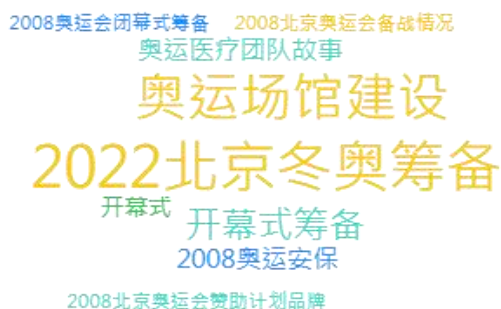 2008奥运会闭幕式筹备
2008北京奥运会备战情况
奥运医疗团队故事
奥运场馆建设
2022北京冬奥筹备
开幕式
开幕式筹备
2008奥运安保
2008北京奥运会赞助计划品牌